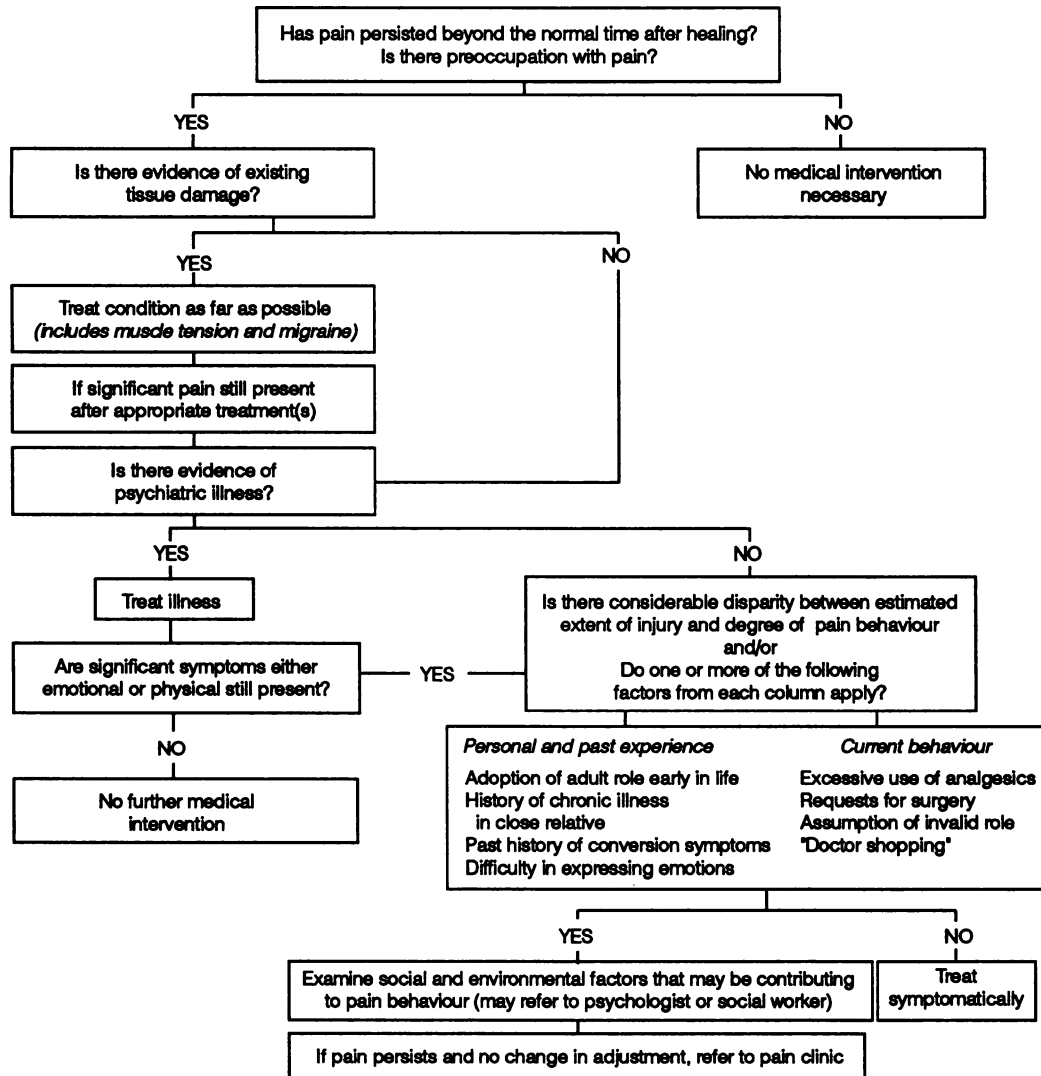 Has pain persisted beyond the normal time after healing?
Is there preoccupation with pain?
YES
NO
Is there evidence of existing
tissue damage?
No medical intervention
necessary
YES
NO
Treat condition as far as possible
(includes muscle tension and migraine)
If significant pain still present
after appropriate treatment(s)
Is there evidence of
psychiatric illness?
YES
NO
Treat illness
Is there considerable disparity between estimated
extent of injury and degree of pain behaviour
and/or
Do one or more of the following
factors from each column apply?
Are significant symptoms either
emotional or physical still present?
YES
NO
No further medical
intervention
Personal and past experience
Adoption of adult role early in life
History of chronic illness
in close relative
Past history of conversion symptoms
Difficulty in expressing emotions
Current behaviour
Excessive use of analgesics
Requests for surgery
Assumption of invalid role
"Doctor shopping"
YES
NO
Examine social and environmental factors that may be contributing
to pain behaviour (may refer to psychologist or social worker)
Treat
symptomatically
If pain persists and no change in adjustment, refer to pain clinic